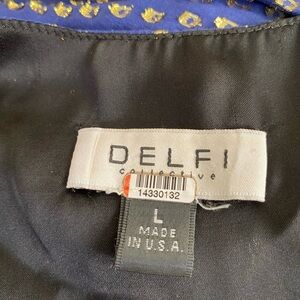 DELFI
collective
14330132
L
MADE
IN U.S.A.